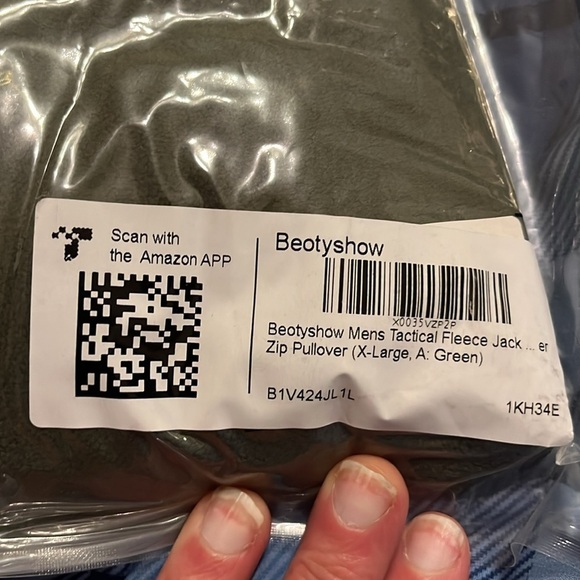 Scan with
the Amazon APP
Beotyshow
X0035VZP2P
Beotyshow Mens Tactical Fleece Jack ... er
Zip Pullover (X-Large, A: Green)
B1V424JL1L
1KH34E